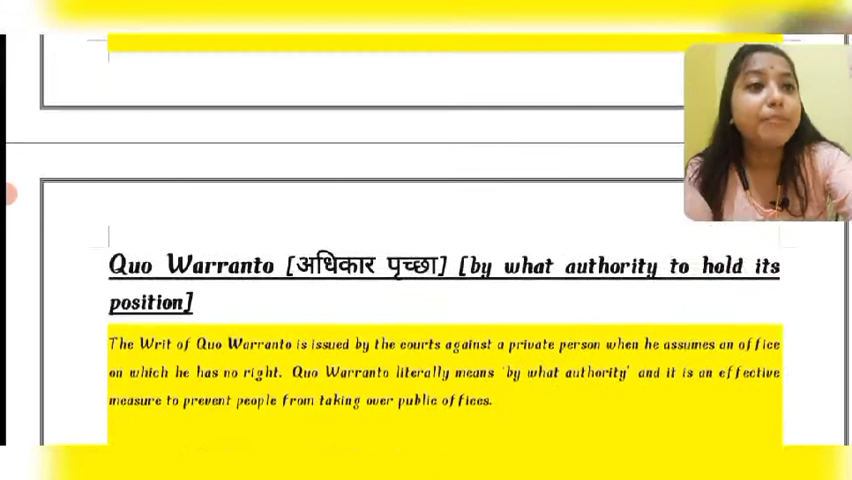 Quo Warranto [अधिकार पृच्छा] [by what authority to hold its
position]
The Writ of Quo Warranto is issued by the courts against a private person when he assumes an office
on which he has no right. Quo Warranto literally means 'by what authority' and it is an effective
measure to prevent people from taking over public offices.